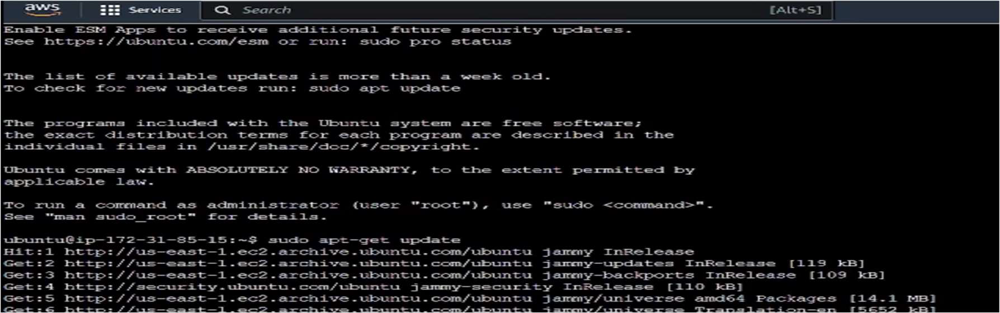 aws Services Search [Alt+S]
Enable ESM Apps to receive additional future security updates.
See https://ubuntu.com/esm or run: sudo pro status
The list of available updates is more than a week old.
To check for new updates run: sudo apt update
The programs included with the Ubuntu system are free software;
the exact distribution terms for each program are described in the
individual files in /usr/share/doc/*/copyright.
Ubuntu comes with ABSOLUTELY NO WARRANTY, to the extent permitted by
applicable law.
To run a command as administrator (user "root"), use "sudo <command>".
See "man sudo_root" for details.
ubuntu@ip-172-31-85-15:~$ sudo apt-get update
Hit:1 http://us-east-1.ec2.archive.ubuntu.com/ubuntu jammy InRelease
Get:2 http://us-east-1.ec2.archive.ubuntu.com/ubuntu jammy-updates InRelease [119 kB]
Get:3 http://us-east-1.ec2.archive.ubuntu.com/ubuntu jammy-backports InRelease [109 kB]
Get:4 http://security.ubuntu.com/ubuntu jammy-security InRelease [110 kB]
Get:5 http://us-east-1.ec2.archive.ubuntu.com/ubuntu jammy/universe amd64 Packages [14.1 MB]
Get:6 http://us-east-1.ec2.archive.ubuntu.com/ubuntu jammy/universe Translation-en [5652 kB]